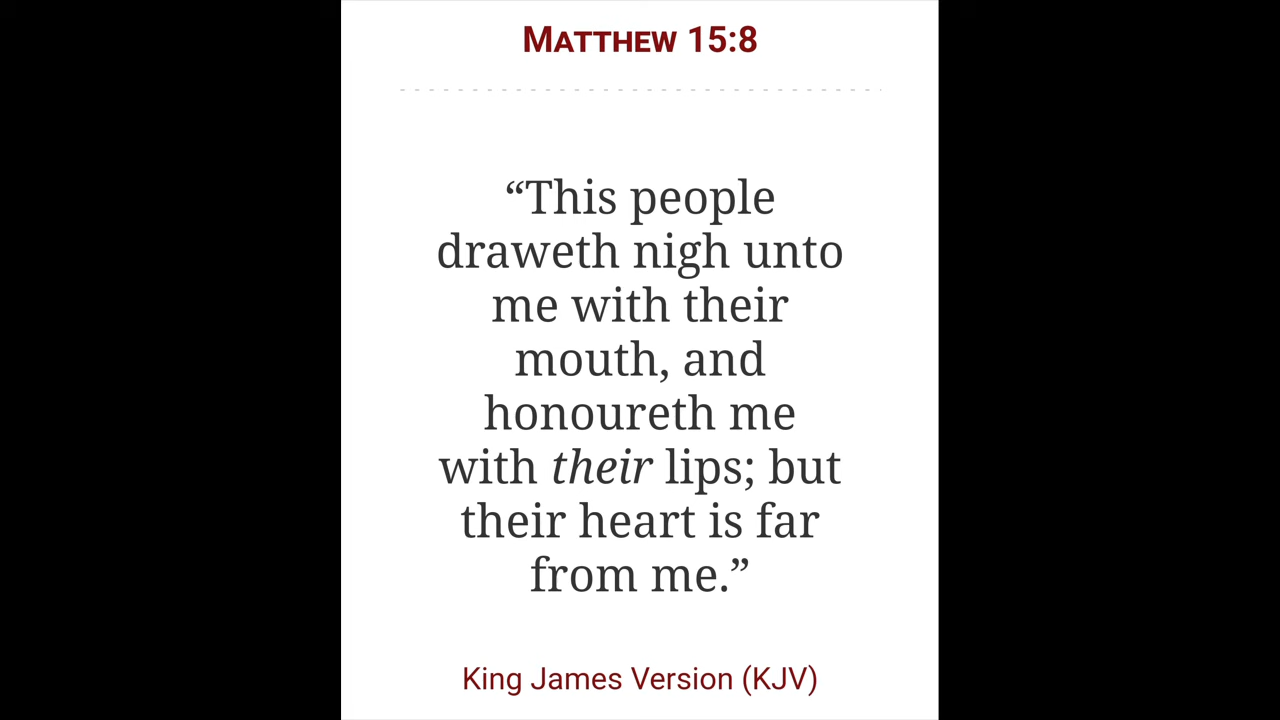 Matthew 15:8
“This people
draweth nigh unto
me with their
mouth, and
honoureth me
with their lips; but
their heart is far
from me.”
King James Version (KJV)